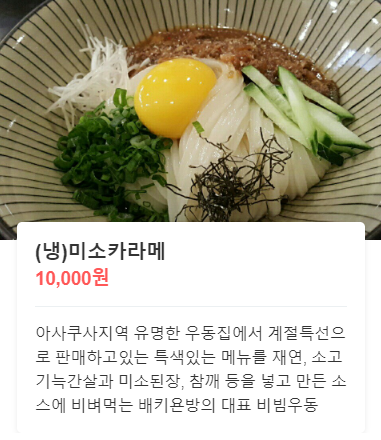 (냉)미소카라메
10,000원
아사쿠사지역 유명한 우동집에서 계절특선으
로 판매하고있는 특색있는 메뉴를 재연, 소고
기늑간살과 미소된장, 참깨 등을 넣고 만든 소
스에 비벼먹는 배키욘방의 대표 비빔우동